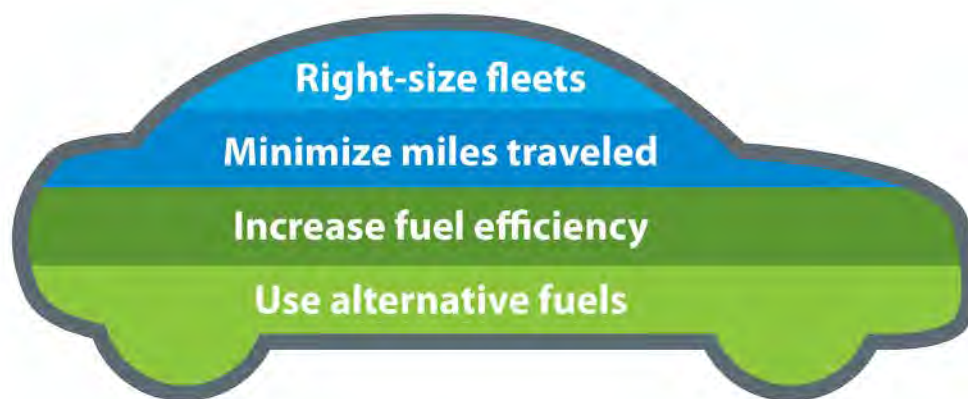 Right-size fleets
Minimize miles traveled
Increase fuel efficiency
Use alternative fuels